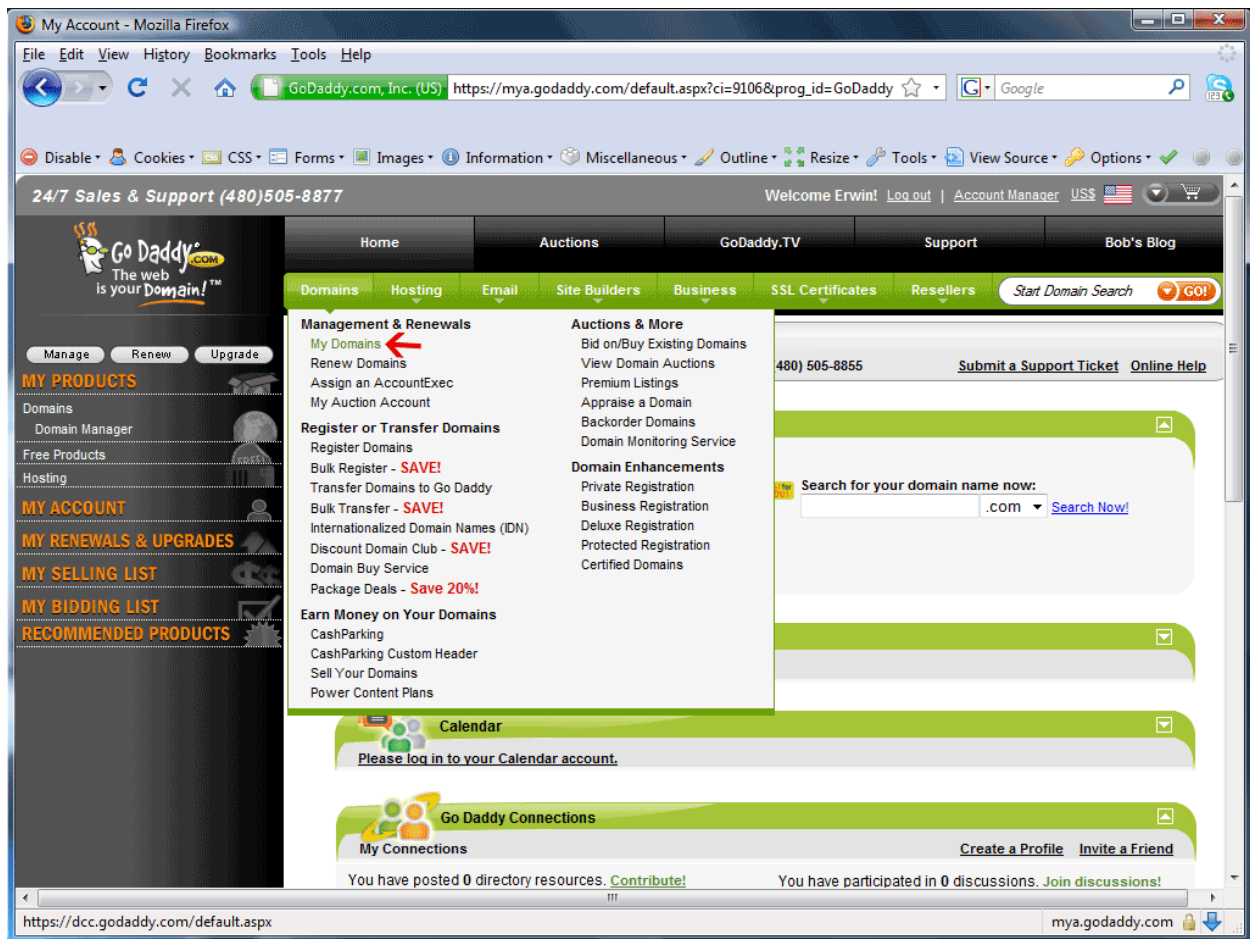 My Account - Mozilla Firefox
File Edit View History Bookmarks Tools Help
GoDaddy.com, Inc. (US) https://mya.godaddy.com/default.aspx?ci=9106&prog_id=GoDaddy Google
Disable CSS Cookies Forms Images Information Miscellaneous Outline Resize Tools View Source Options
24/7 Sales & Support (480)505-8877 Welcome Erwin! Log out | Account Manager US$
Go Daddy.COM
The web
is your Domain!™
Home Auctions GoDaddy.TV Support Bob's Blog
Domains Hosting Email Site Builders Business SSL Certificates Resellers Start Domain Search GO!
Manage Renew Upgrade
MY PRODUCTS
Domains
Domain Manager
Free Products
FREE
Hosting
MY ACCOUNT
MY RENEWALS & UPGRADES
MY SELLING LIST
MY BIDDING LIST
RECOMMENDED PRODUCTS
Management & Renewals
My Domains
Renew Domains
Assign an AccountExec
My Auction Account
Register or Transfer Domains
Register Domains
Bulk Register - SAVE!
Transfer Domains to Go Daddy
Bulk Transfer - SAVE!
Internationalized Domain Names (IDN)
Discount Domain Club - SAVE!
Domain Buy Service
Package Deals - Save 20%!
Earn Money on Your Domains
CashParking
CashParking Custom Header
Sell Your Domains
Power Content Plans
Auctions & More
Bid on/Buy Existing Domains
View Domain Auctions
Premium Listings
Appraise a Domain
Backorder Domains
Domain Monitoring Service
Domain Enhancements
Private Registration
Business Registration
Deluxe Registration
Protected Registration
Certified Domains
480) 505-8855 Submit a Support Ticket Online Help
Search for your domain name now:
.com Search Now!
Calendar
Please log in to your Calendar account.
Go Daddy Connections
My Connections Create a Profile Invite a Friend
You have posted 0 directory resources. Contribute! You have participated in 0 discussions. Join discussions!
https://dcc.godaddy.com/default.aspx mya.godaddy.com